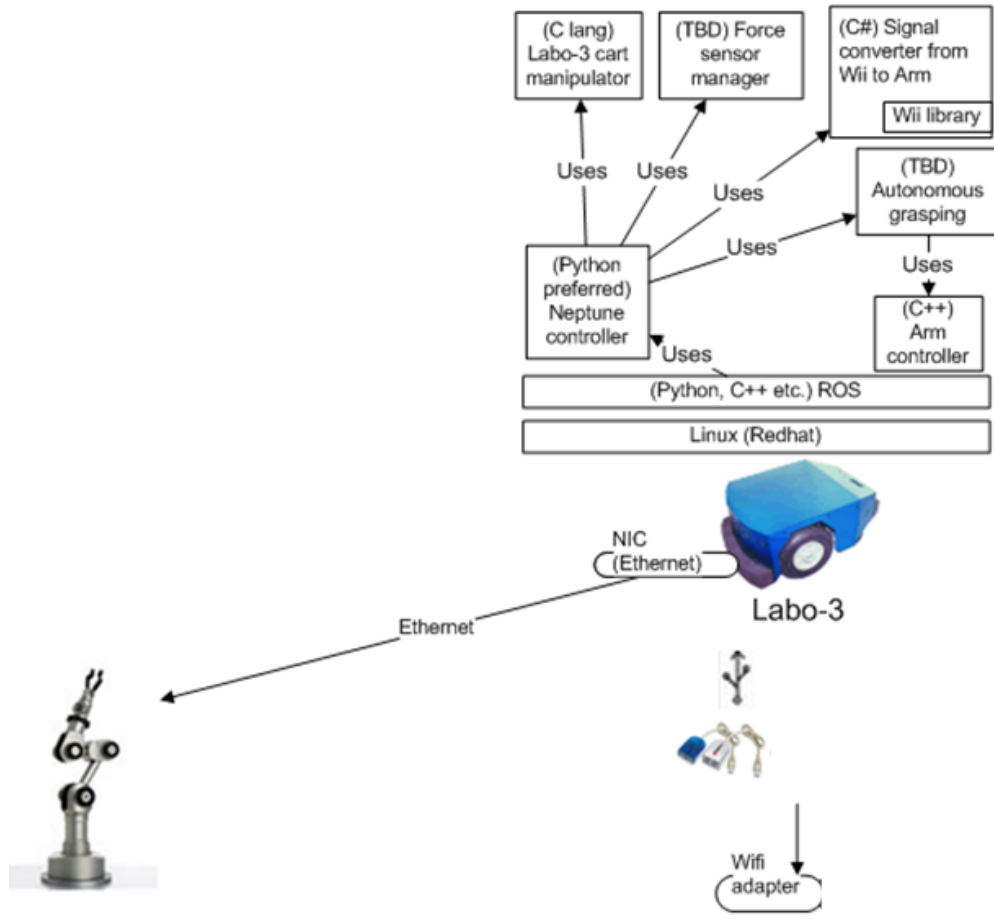 (C lang)
Labo-3 cart
manipulator
(TBD) Force
sensor
manager
(C#) Signal
converter from
Wii to Arm
Wii library
Uses
Uses
Uses
(TBD)
Autonomous
grasping
Uses
Uses
(Python
preferred)
Neptune
controller
(C++)
Arm
controller
Uses
(Python, C++ etc.) ROS
Linux (Redhat)
NIC
(Ethernet)
Labo-3
Ethernet
Wifi
adapter